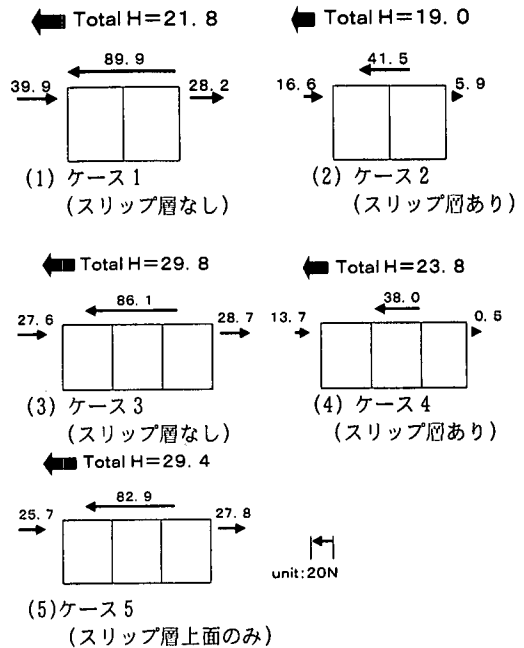 Total H=21.8
89.9
39.9
28.2
(1) ケース1
(スリップ層なし)
Total H=19.0
41.5
16.6
5.9
(2) ケース2
(スリップ層あり)
Total H=29.8
86.1
27.6
28.7
(3) ケース3
(スリップ層なし)
Total H=23.8
38.0
13.7
0.5
(4) ケース4
(スリップ層あり)
Total H=29.4
82.9
25.7
27.8
(5)ケース5
(スリップ層上面のみ)
unit:20N